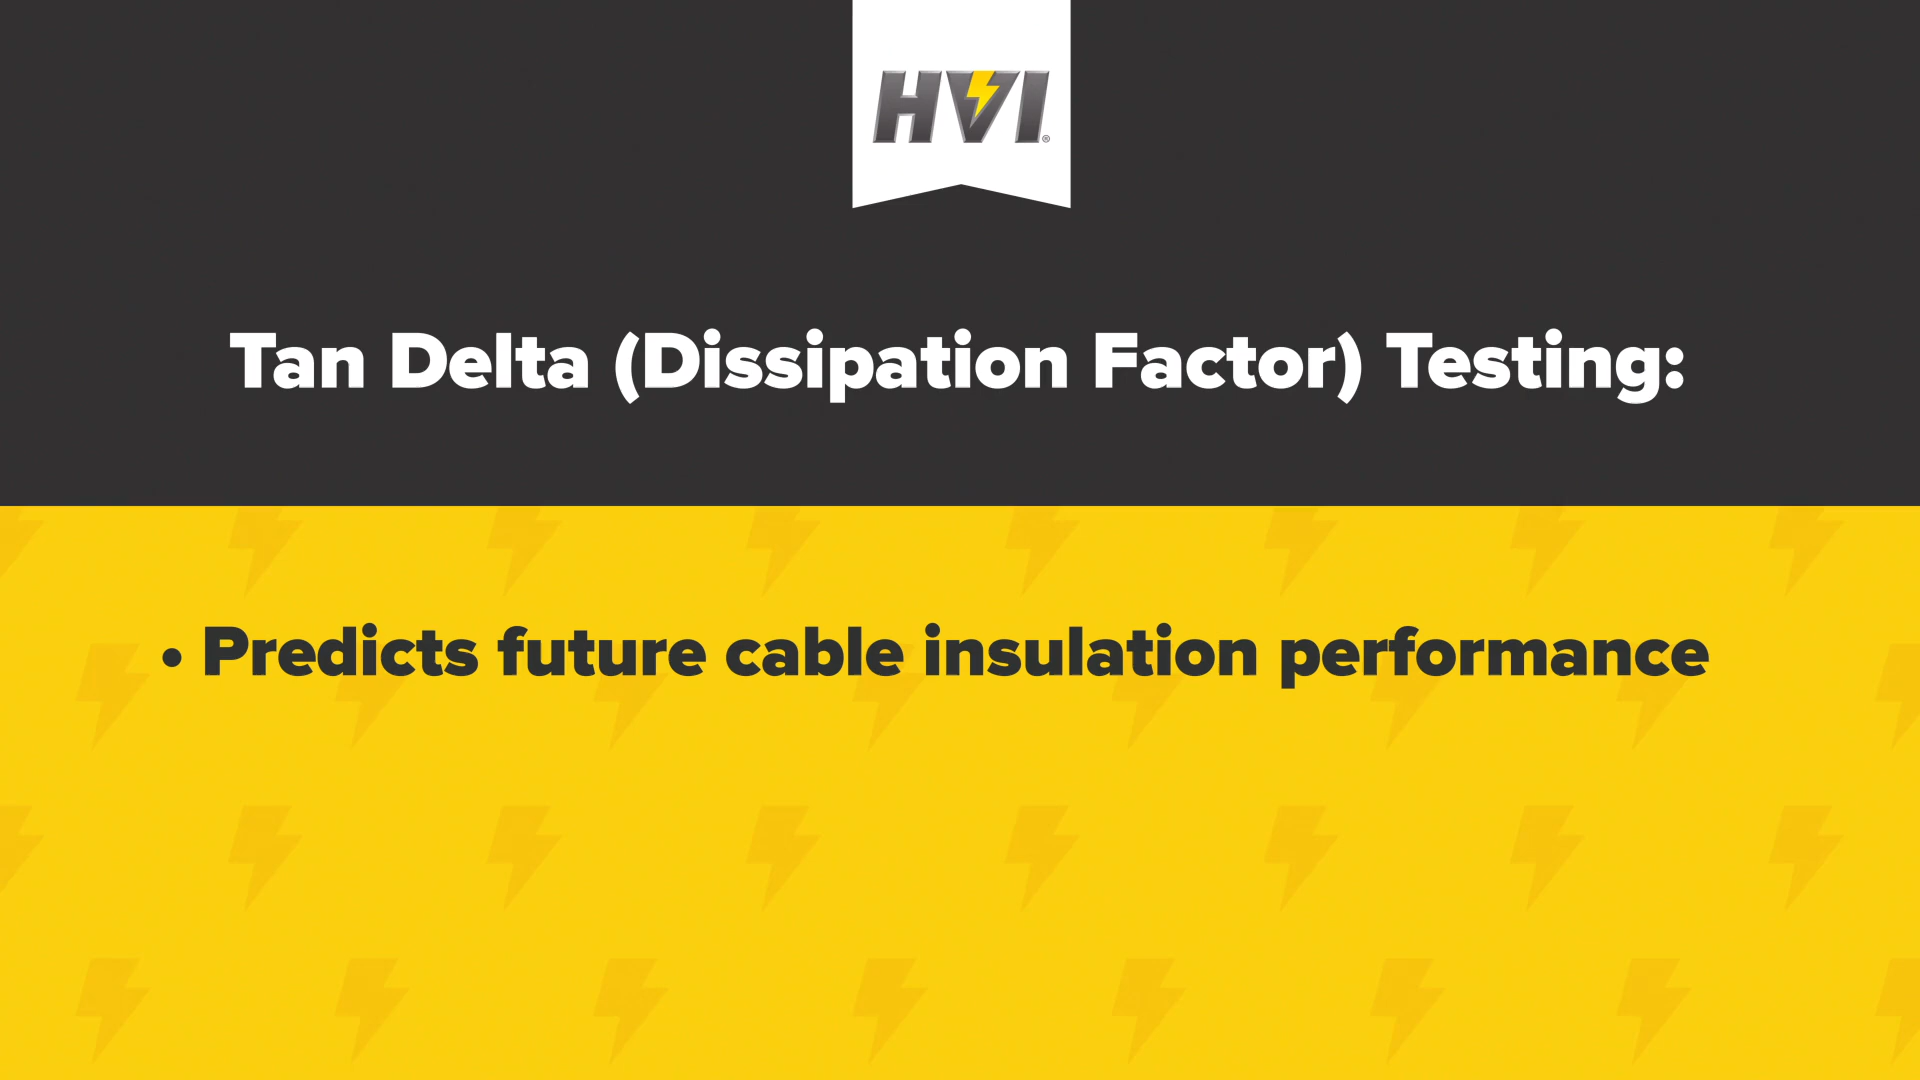 HVI®
Tan Delta (Dissipation Factor) Testing:
• Predicts future cable insulation performance